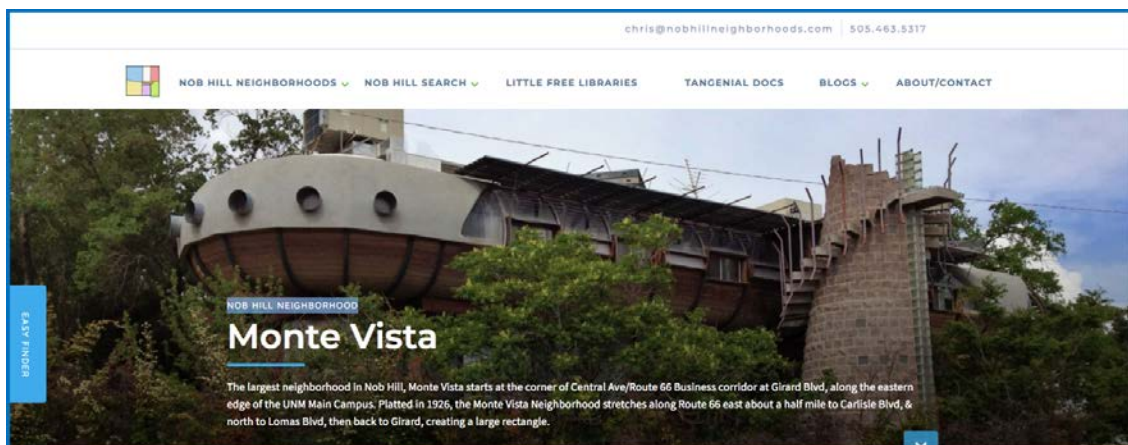 chris@nobhillneighborhoods.com 505.463.5317
NOB HILL NEIGHBORHOODS NOB HILL SEARCH LITTLE FREE LIBRARIES TANGENIAL DOCS BLOGS ABOUT/CONTACT
EASY FINDER
NOB HILL NEIGHBORHOOD
Monte Vista
The largest neighborhood in Nob Hill, Monte Vista starts at the corner of Central Ave/Route 66 Business corridor at Girard Blvd, along the eastern
edge of the UNM Main Campus. Platted in 1926, the Monte Vista Neighborhood stretches along Route 66 east about a half mile to Carlisle Blvd, &
north to Lomas Blvd, then back to Girard, creating a large rectangle.